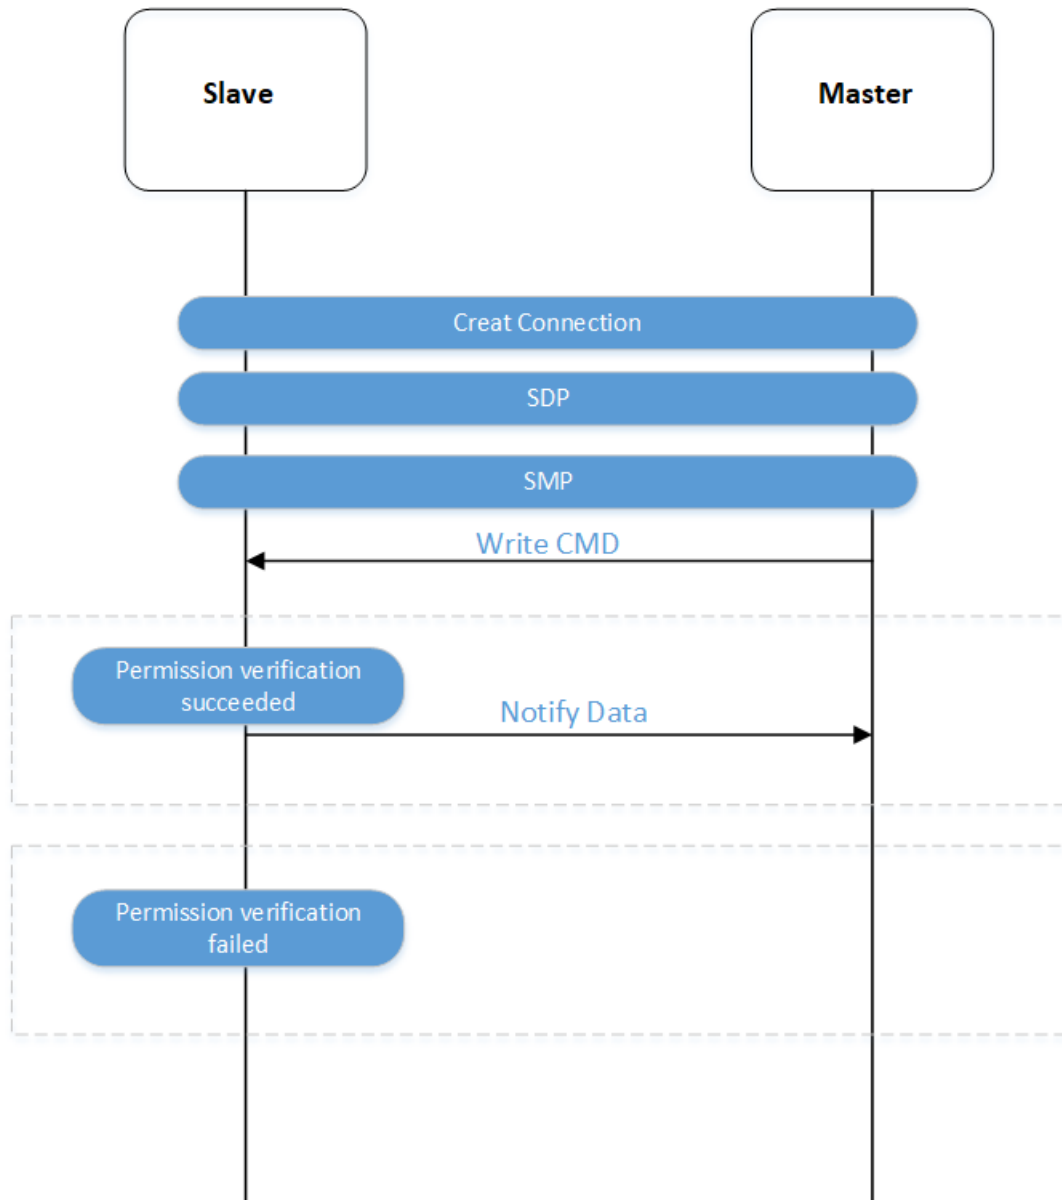 Slave
Master
Creat Connection
SDP
SMP
Write CMD
Permission verification
succeeded
Notify Data
Permission verification
failed